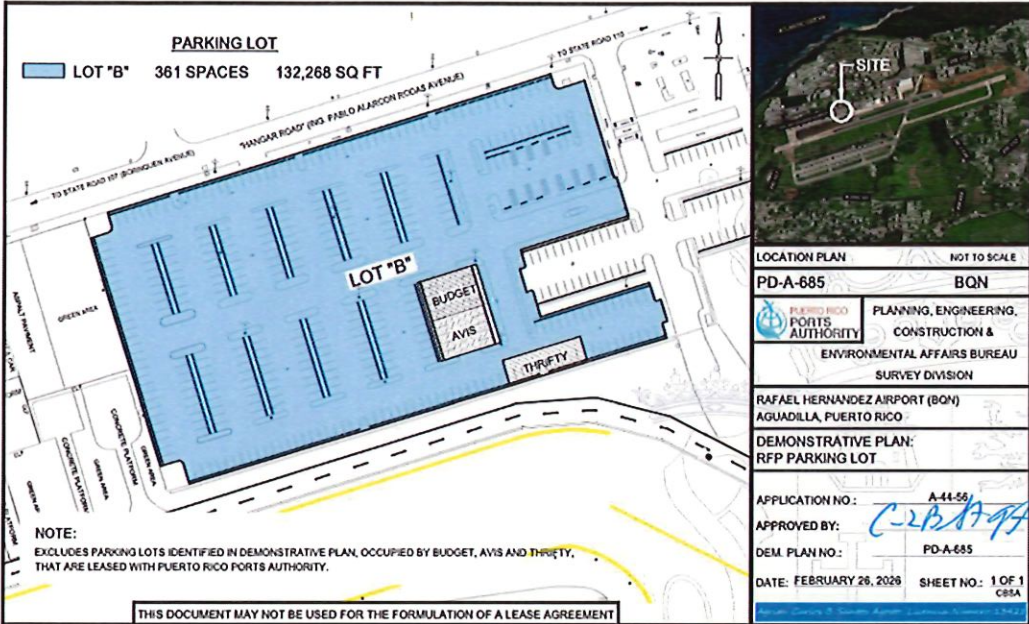 PARKING LOT
LOT "B" 361 SPACES 132,268 SQ FT
TO STATE ROAD 110
"HANGAR ROAD" (ING. PABLO ALARCON RODAS AVENUE)
TO STATE ROAD 107 (BORINQUEN AVENUE)
LOT "B"
BUDGET
AVIS
THRIFTY
ASPALT PAVEMENT
GREEN AREA
CONCRETE PLATFORM
GREEN AREA
CONCRETE PLATFORM
GREEN AREA
NOTE:
EXCLUDES PARKING LOTS IDENTIFIED IN DEMONSTRATIVE PLAN, OCCUPIED BY BUDGET, AVIS AND THRIFTY,
THAT ARE LEASED WITH PUERTO RICO PORTS AUTHORITY.
THIS DOCUMENT MAY NOT BE USED FOR THE FORMULATION OF A LEASE AGREEMENT
SITE
LOCATION PLAN NOT TO SCALE
PD-A-685 BQN
PUERTO RICO
PORTS
AUTHORITY
PLANNING, ENGINEERING,
CONSTRUCTION &
ENVIRONMENTAL AFFAIRS BUREAU
SURVEY DIVISION
RAFAEL HERNANDEZ AIRPORT (BQN)
AGUADILLA, PUERTO RICO
DEMONSTRATIVE PLAN:
RFP PARKING LOT
APPLICATION NO.: A-44-56
APPROVED BY:
DEM. PLAN NO.: PD-A-685
DATE: FEBRUARY 26, 2026 SHEET NO.: 1 OF 1
CBSA